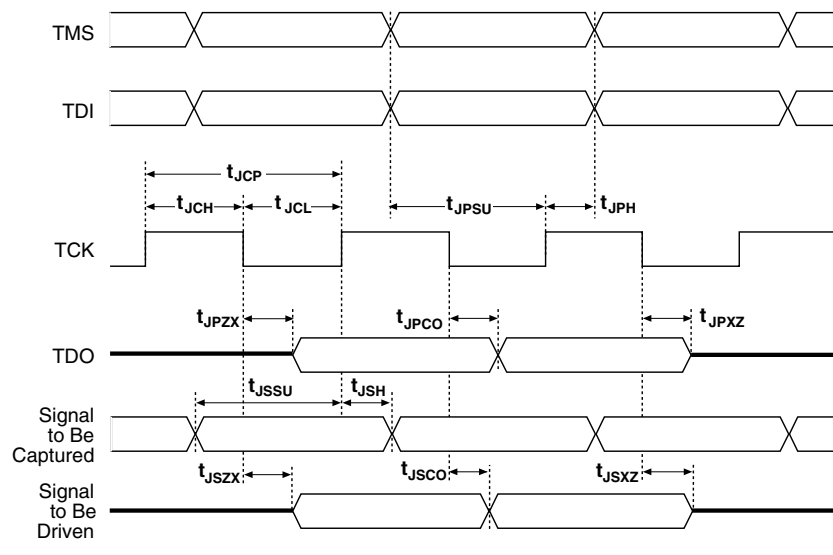 TMS
TDI
tJCP
tJCH
tJCL
tJPSU
tJPH
TCK
tJPZX
tJPCO
tJPXZ
TDO
tJSSU
tJSH
Signal
to Be
Captured
tJSZX
tJSCO
tJSXZ
Signal
to Be
Driven